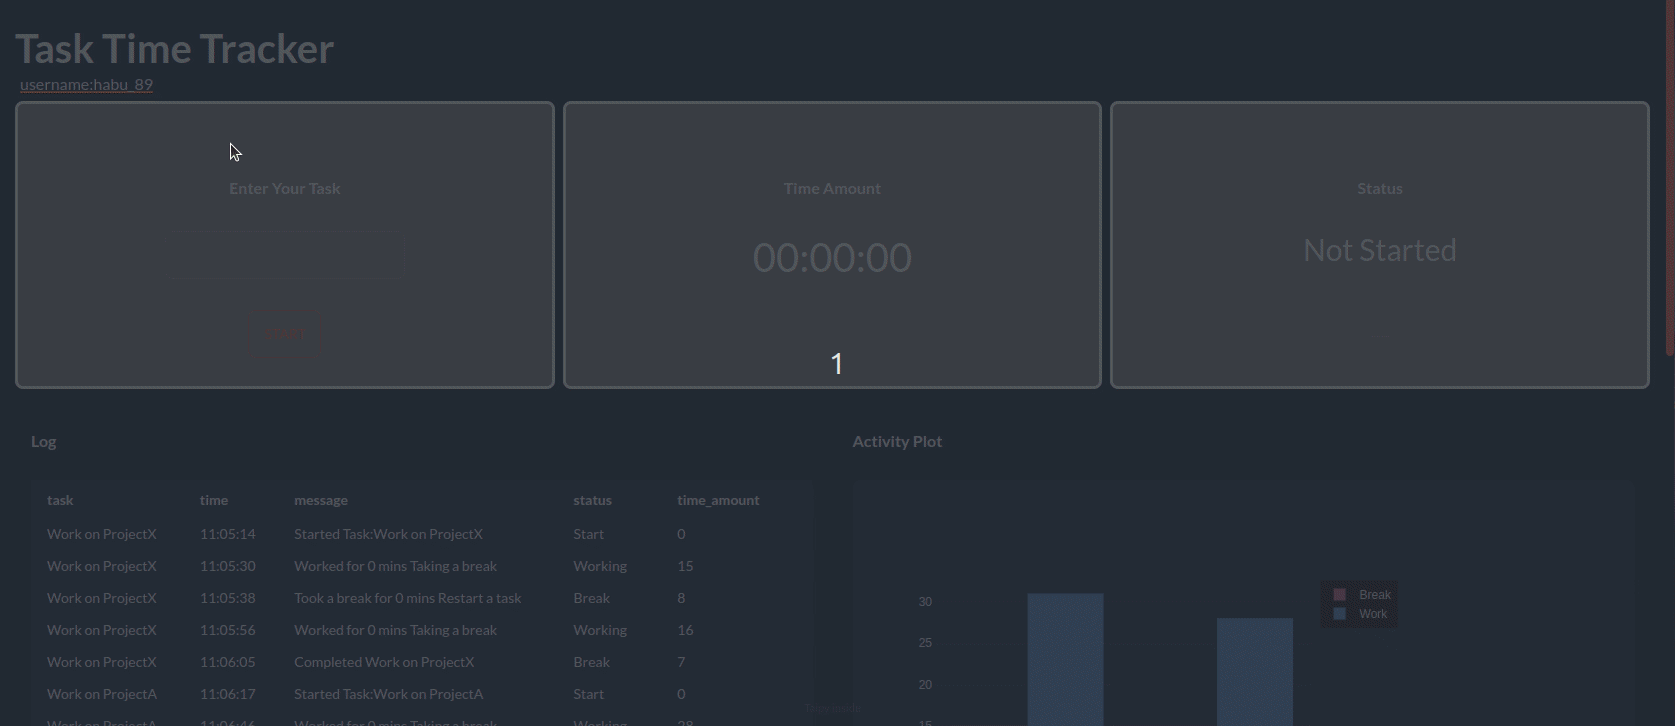 Task Time Tracker
username:habu_89
Enter Your Task
Time Amount
Status
00:00:00
Not Started
START
1
Log
Activity Plot
task time message status time_amount
Work on ProjectX 11:05:14 Started Task:Work on ProjectX Start 0
Work on ProjectX 11:05:30 Worked for 0 mins Taking a break Working 15
Work on ProjectX 11:05:38 Took a break for 0 mins Restart a task Break 8
Work on ProjectX 11:05:56 Worked for 0 mins Taking a break Working 16
Work on ProjectX 11:06:05 Completed Work on ProjectX Break 7
Work on ProjectA 11:06:17 Started Task:Work on ProjectA Start 0
Work on ProjectA 11:06:46 Worked for 0 mins Taking a break Working 28
30
25
20
15
Break
Work